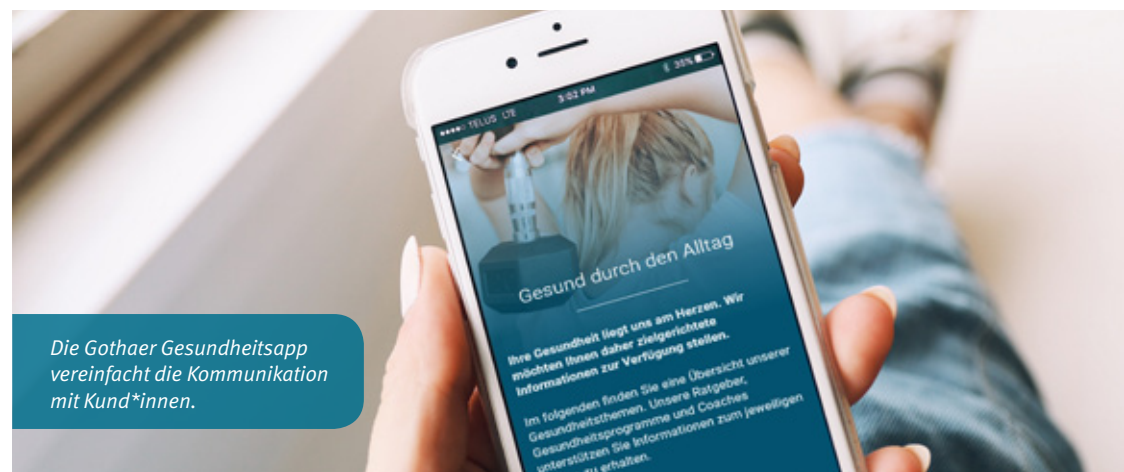 TELUS LTE
3:02 PM
35%
Gesund durch den Alltag
Ihre Gesundheit liegt uns am Herzen. Wir
möchten Ihnen daher zielgerichtete
Informationen zur Verfügung stellen.
Im folgenden finden Sie eine Übersicht unserer
Gesundheitsthemen. Unsere Ratgeber,
Gesundheitsprogramme und Coaches
unterstützen Sie Informationen zum jeweiligen
zu erhalten.
Die Gothaer Gesundheitsapp
vereinfacht die Kommunikation
mit Kund*innen.